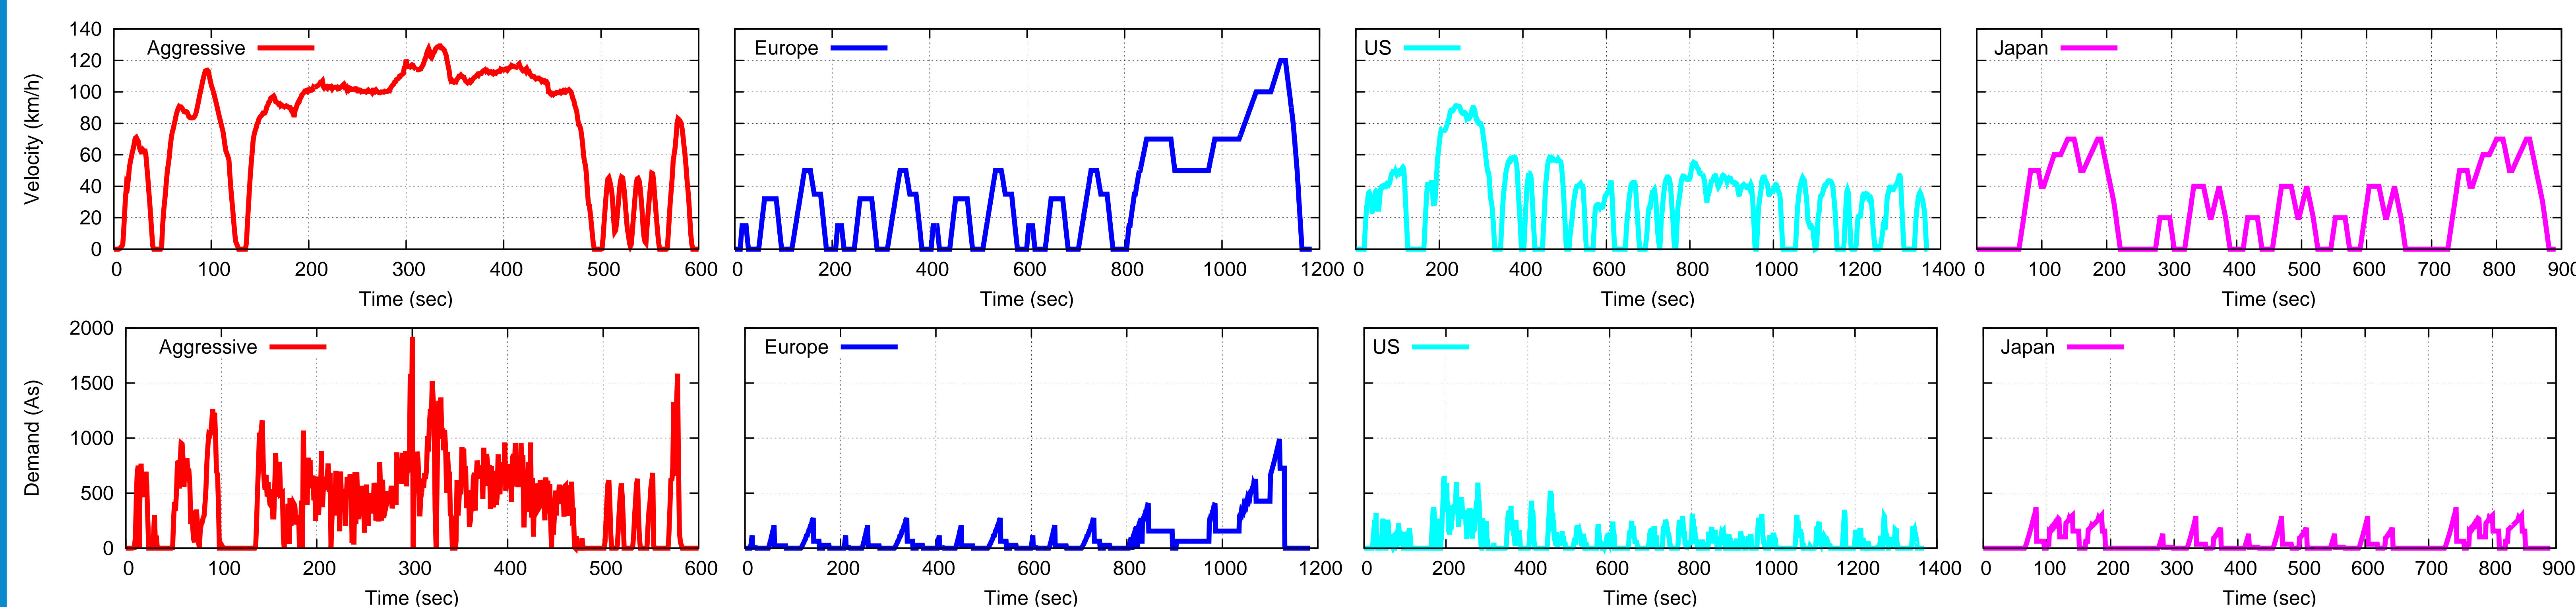 Aggressive
Velocity (km/h)
140
120
100
80
60
40
20
0
0 100 200 300 400 500 600
Time (sec)
Europe
0 200 400 600 800 1000 1200
Time (sec)
US
0 200 400 600 800 1000 1200 1400
Time (sec)
Japan
0 100 200 300 400 500 600 700 800 900
Time (sec)
Aggressive
Demand (As)
2000
1500
1000
500
0
0 100 200 300 400 500 600
Time (sec)
Europe
0 200 400 600 800 1000 1200
Time (sec)
US
0 200 400 600 800 1000 1200 1400
Time (sec)
Japan
0 100 200 300 400 500 600 700 800 900
Time (sec)